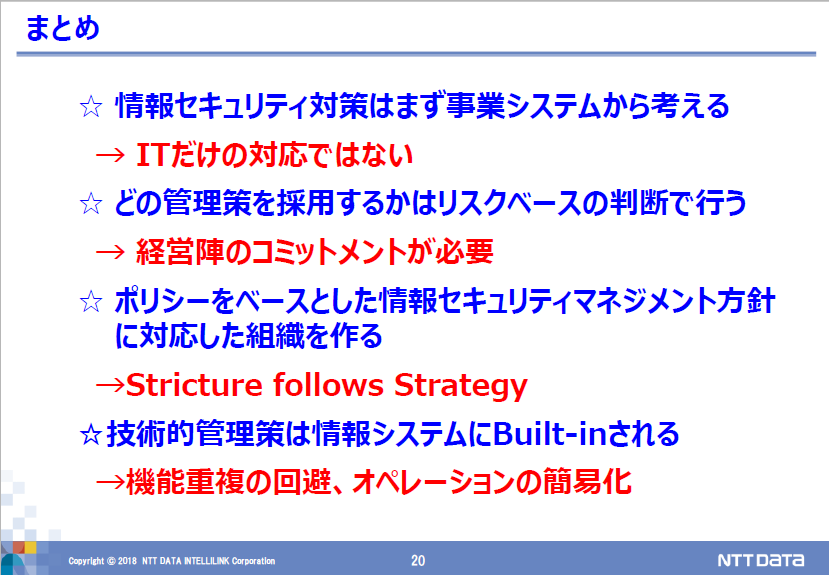 まとめ
☆ 情報セキュリティ対策はまず事業システムから考える
→ ITだけの対応ではない
☆ どの管理策を採用するかはリスクベースの判断で行う
→ 経営陣のコミットメントが必要
☆ ポリシーをベースとした情報セキュリティマネジメント方針
に対応した組織を作る
→Stricture follows Strategy
☆技術的管理策は情報システムにBuilt-inされる
→機能重複の回避、オペレーションの簡易化
Copyright © 2018 NTT DATA INTELLILINK Corporation
20
NTT DATA